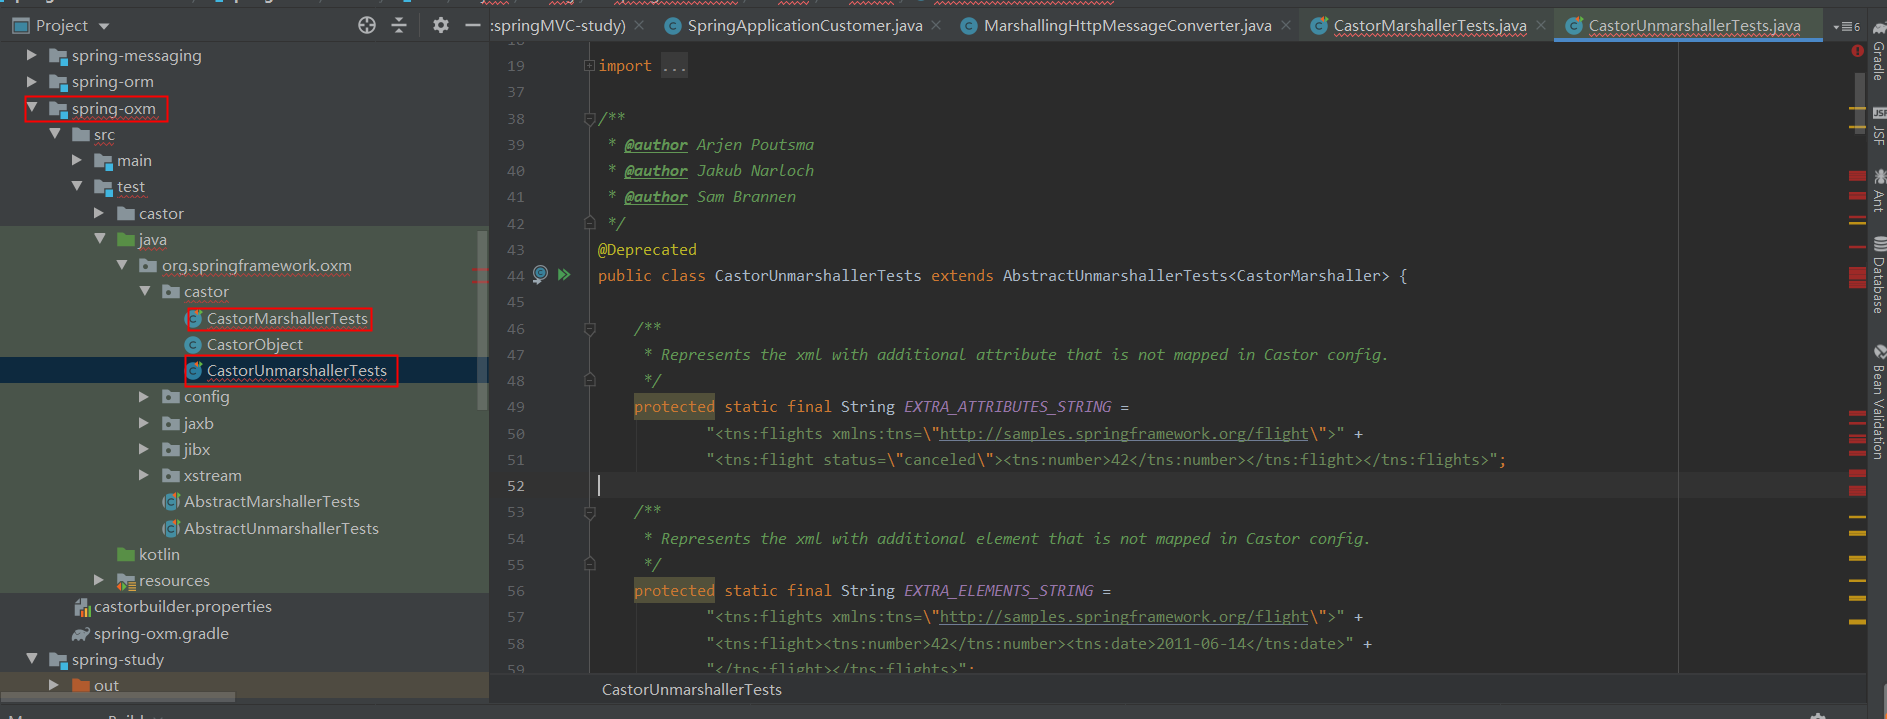 Project
:springMVC-study)
SpringApplicationCustomer.java
MarshallingHttpMessageConverter.java
CastorMarshallerTests.java
CastorUnmarshallerTests.java
6
spring-messaging
spring-orm
spring-oxm
src
main
test
castor
java
org.springframework.oxm
castor
CastorMarshallerTests
CastorObject
CastorUnmarshallerTests
config
jaxb
jibx
xstream
AbstractMarshallerTests
AbstractUnmarshallerTests
kotlin
resources
castorbuilder.properties
spring-oxm.gradle
spring-study
out
19 import ...
37
38 /**
39 * @author Arjen Poutsma
40 * @author Jakub Narloch
41 * @author Sam Brannen
42 */
43 @Deprecated
44 public class CastorUnmarshallerTests extends AbstractUnmarshallerTests<CastorMarshaller> {
45
46 /**
47 * Represents the xml with additional attribute that is not mapped in Castor config.
48 */
49 protected static final String EXTRA_ATTRIBUTES_STRING =
50 "<tns:flights xmlns:tns=\"http://samples.springframework.org/flight\">" +
51 "<tns:flight status=\"canceled\"><tns:number>42</tns:number></tns:flight></tns:flights>";
52
53 /**
54 * Represents the xml with additional element that is not mapped in Castor config.
55 */
56 protected static final String EXTRA_ELEMENTS_STRING =
57 "<tns:flights xmlns:tns=\"http://samples.springframework.org/flight\">" +
58 "<tns:flight><tns:number>42</tns:number><tns:date>2011-06-14</tns:date>" +
59 "</tns:flight></tns:flights>";
CastorUnmarshallerTests
Gradle
JSF
Ant
Database
Bean Validation